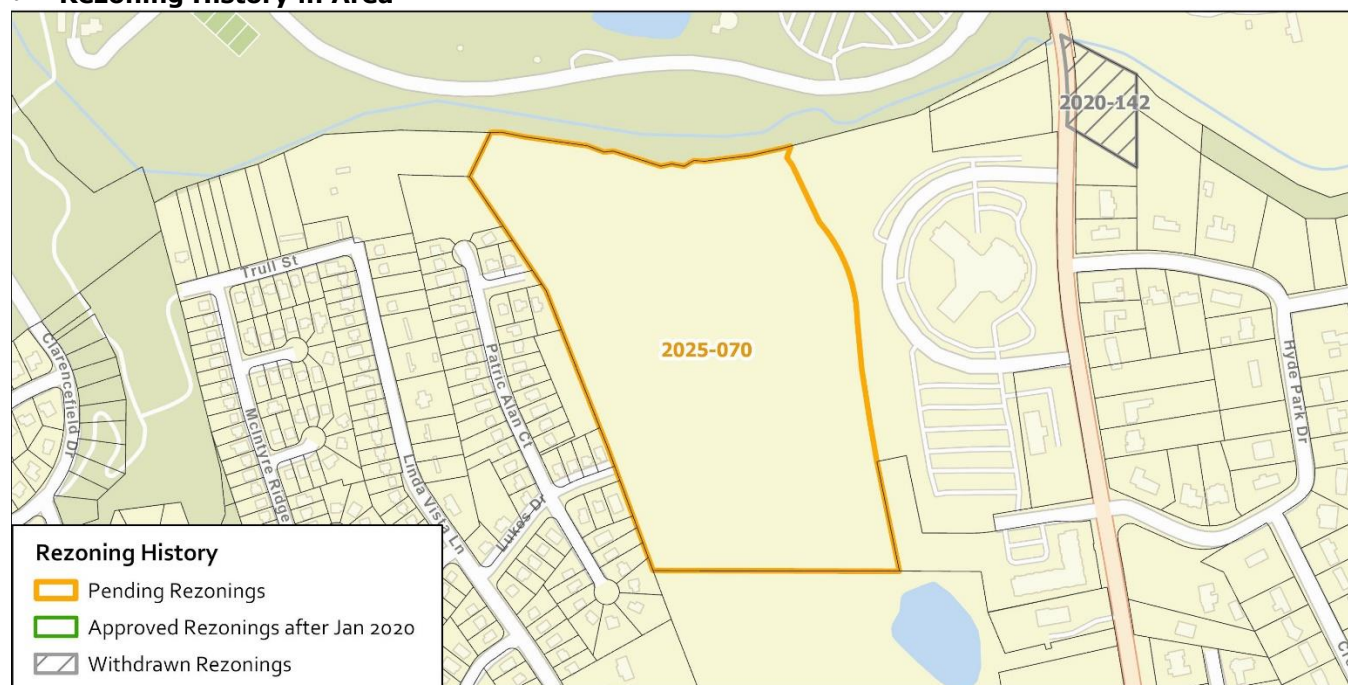 Rezoning History in Area
2020-142
Trull St
Clarencefield Dr
McIntyre Ridge
Linda Vista Ln
Patric Alan Ct
Lukes Dr
2025-070
Hyde Park Dr
Rezoning History
Pending Rezonings
Approved Rezonings after Jan 2020
Withdrawn Rezonings